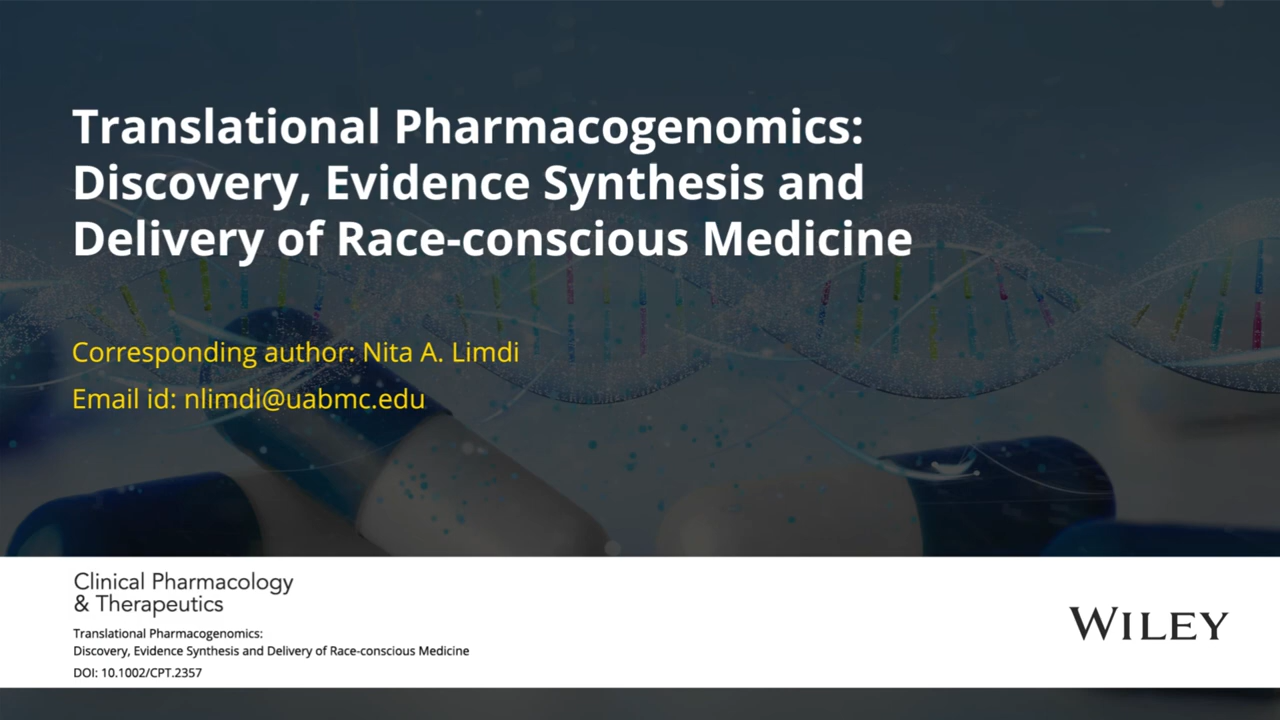 Translational Pharmacogenomics:
Discovery, Evidence Synthesis and
Delivery of Race-conscious Medicine
Corresponding author: Nita A. Limdi
Email id: nlimdi@uabmc.edu
Clinical Pharmacology
& Therapeutics
Translational Pharmacogenomics:
Discovery, Evidence Synthesis and Delivery of Race-conscious Medicine
DOI: 10.1002/CPT.2357
WILEY